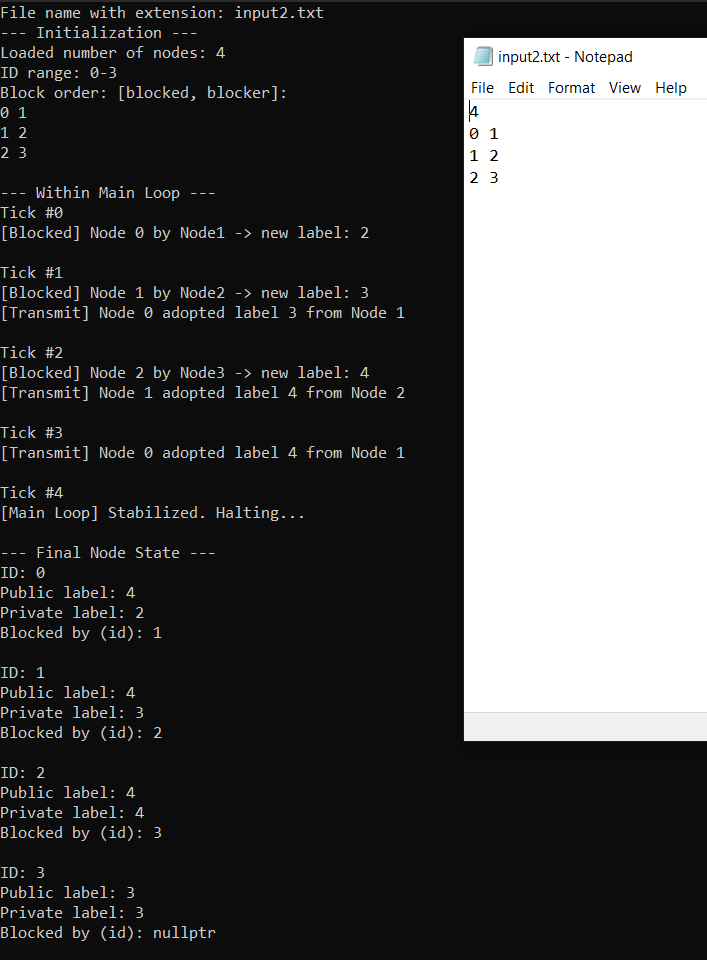 File name with extension: input2.txt
--- Initialization ---
Loaded number of nodes: 4
ID range: 0-3
Block order: [blocked, blocker]:
0 1
1 2
2 3
--- Within Main Loop ---
Tick #0
[Blocked] Node 0 by Node1 -> new label: 2
Tick #1
[Blocked] Node 1 by Node2 -> new label: 3
[Transmit] Node 0 adopted label 3 from Node 1
Tick #2
[Blocked] Node 2 by Node3 -> new label: 4
[Transmit] Node 1 adopted label 4 from Node 2
Tick #3
[Transmit] Node 0 adopted label 4 from Node 1
Tick #4
[Main Loop] Stabilized. Halting...
--- Final Node State ---
ID: 0
Public label: 4
Private label: 2
Blocked by (id): 1
ID: 1
Public label: 4
Private label: 3
Blocked by (id): 2
ID: 2
Public label: 4
Private label: 4
Blocked by (id): 3
ID: 3
Public label: 3
Private label: 3
Blocked by (id): nullptr
input2.txt - Notepad
File Edit Format View Help
4
0 1
1 2
2 3